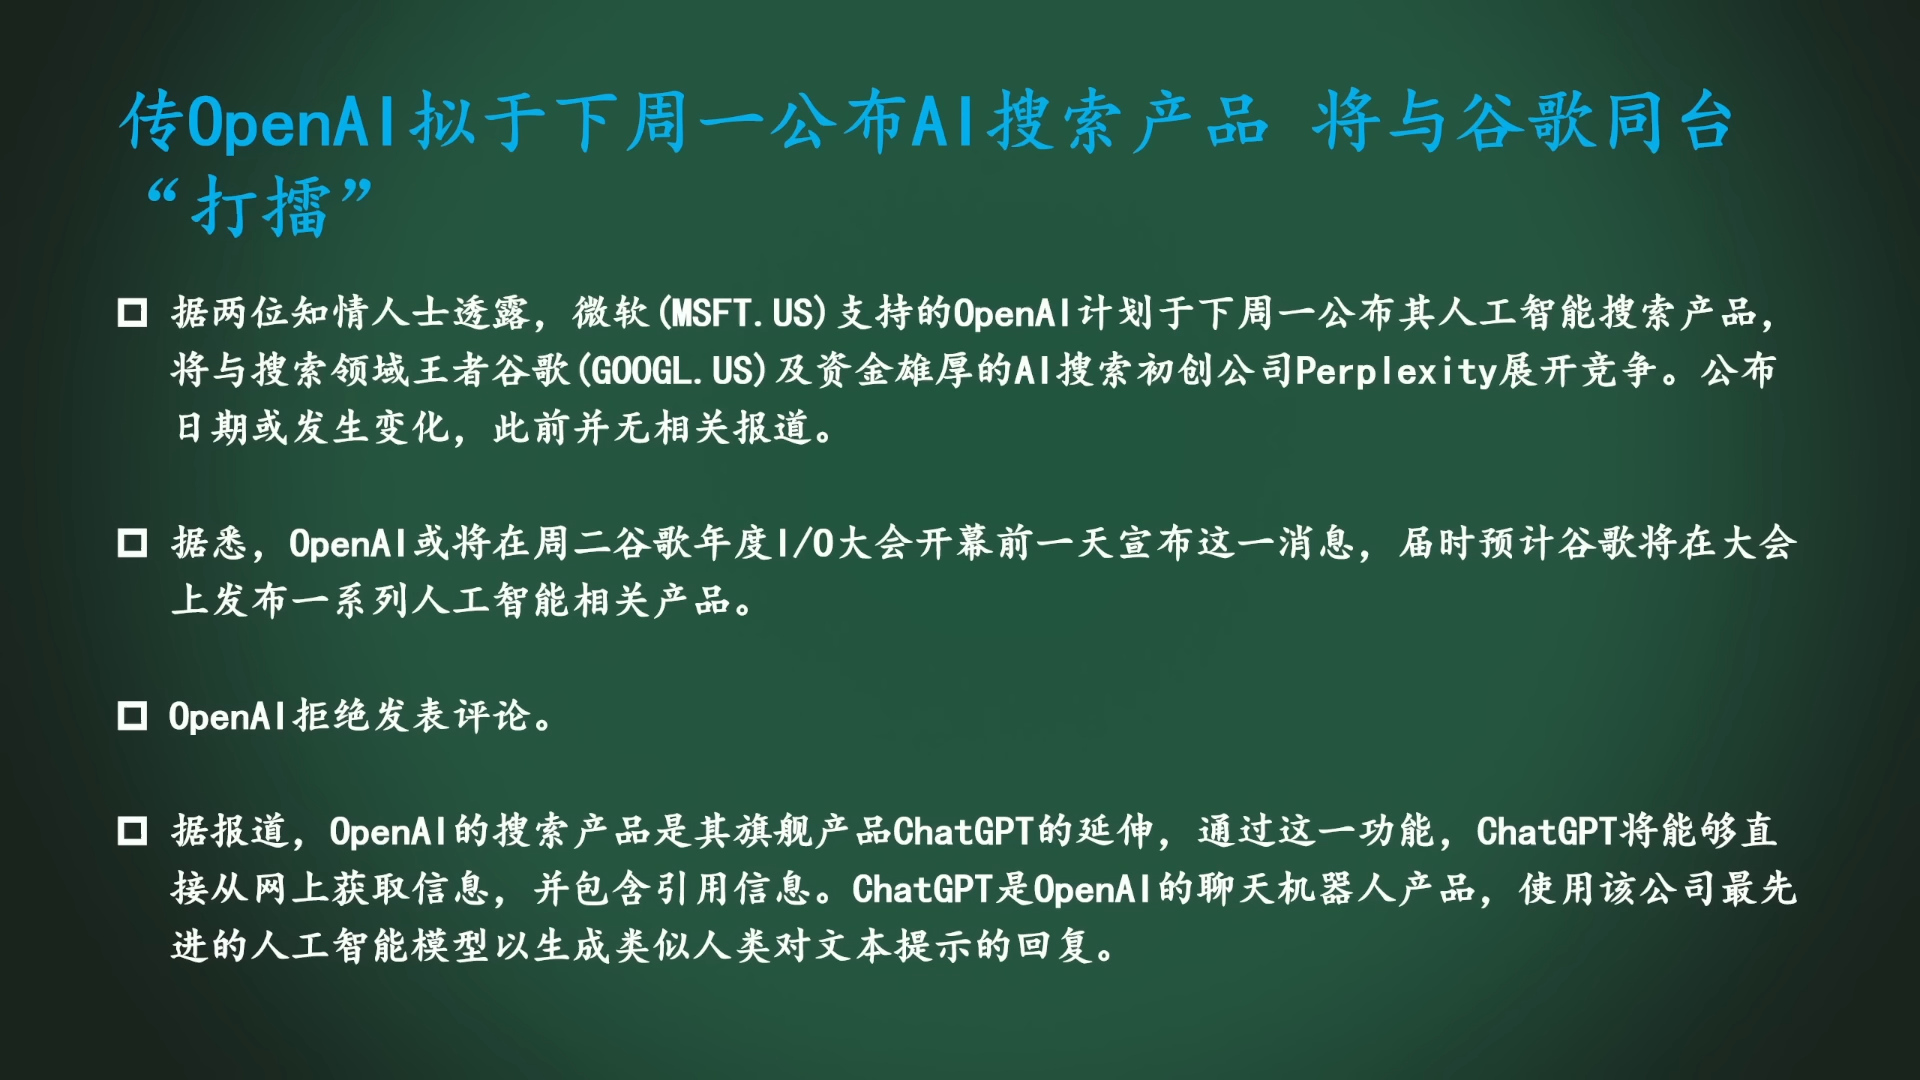 传OpenAI拟于下周一公布AI搜索产品 将与谷歌同台
“打擂”
据两位知情人士透露，微软(MSFT.US)支持的OpenAI计划于下周一公布其人工智能搜索产品，
将与搜索领域王者谷歌(GOOGL.US)及资金雄厚的AI搜索初创公司Perplexity展开竞争。公布
日期或发生变化，此前并无相关报道。
据悉，OpenAI或将在周二谷歌年度I/O大会开幕前一天宣布这一消息，届时预计谷歌将在大会
上发布一系列人工智能相关产品。
OpenAI拒绝发表评论。
据报道，OpenAI的搜索产品是其旗舰产品ChatGPT的延伸，通过这一功能，ChatGPT将能够直
接从网上获取信息，并包含引用信息。ChatGPT是OpenAI的聊天机器人产品，使用该公司最先
进的人工智能模型以生成类似人类对文本提示的回复。